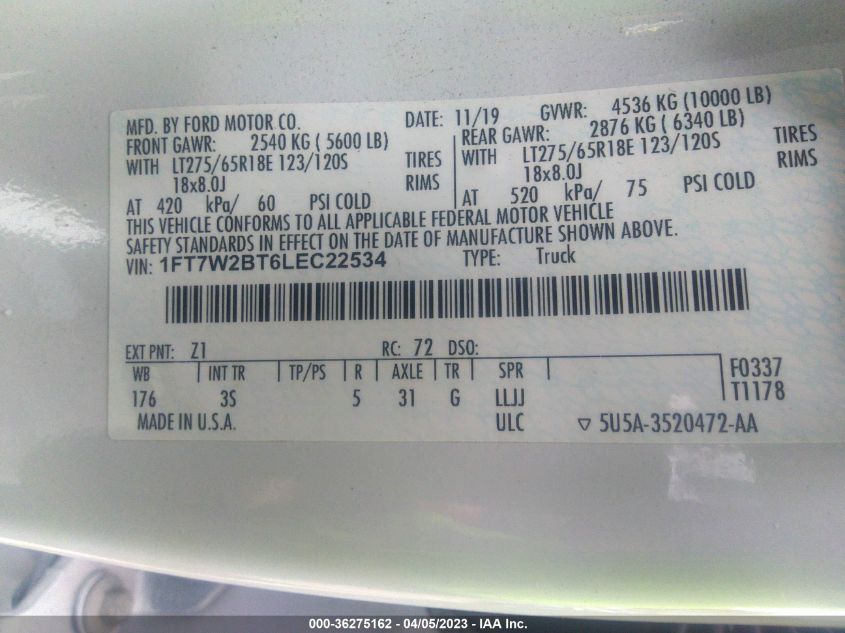 MFD. BY FORD MOTOR CO. DATE: 11/19 GVWR: 4536 KG (10000 LB)
FRONT GAWR: 2540 KG ( 5600 LB) REAR GAWR: 2876 KG ( 6340 LB)
WITH LT275/65R18E 123/120S TIRES WITH LT275/65R18E 123/120S TIRES
18x8.0J RIMS 18x8.0J RIMS
AT 420 kPa/ 60 PSI COLD AT 520 kPa/ 75 PSI COLD
THIS VEHICLE CONFORMS TO ALL APPLICABLE FEDERAL MOTOR VEHICLE
SAFETY STANDARDS IN EFFECT ON THE DATE OF MANUFACTURE SHOWN ABOVE.
VIN: 1FT7W2BT6LEC22534 TYPE: Truck
EXT PNT: Z1 RC: 72 DSO:
WB INT TR TP/PS R AXLE TR SPR F0337
176 3S 5 31 G LLJJ T1178
MADE IN U.S.A. ULC ▽ 5U5A-3520472-AA
000-36275162 - 04/05/2023 - IAA Inc.